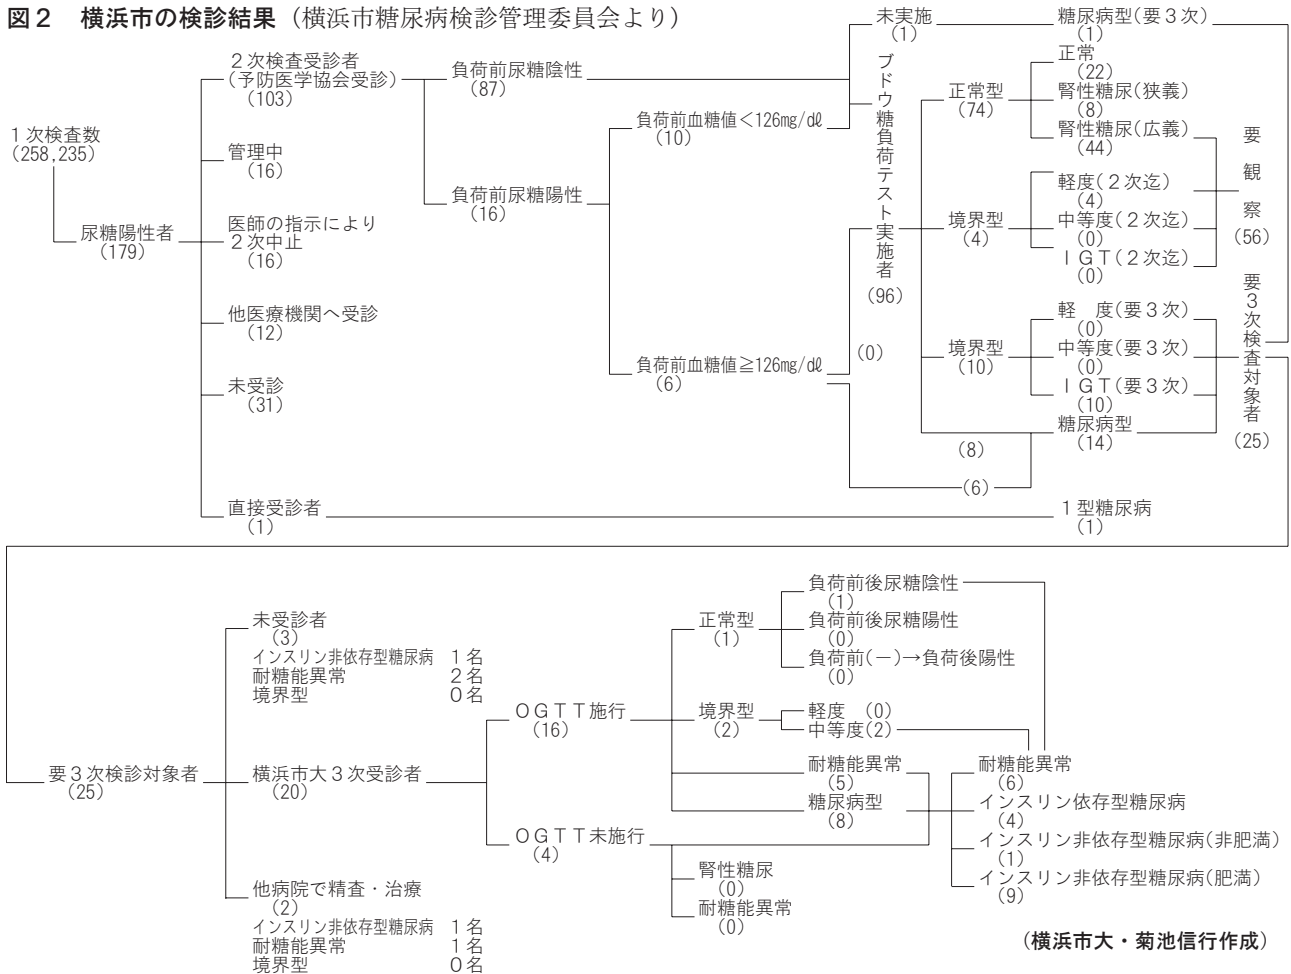 図２　横浜市の検診結果（横浜市糖尿病検診管理委員会より）
１次検査数
(258,235)
尿糖陽性者
(179)
２次検査受診者
(予防医学協会受診)
(103)
管理中
(16)
医師の指示により
２次中止
(16)
他医療機関へ受診
(12)
未受診
(31)
直接受診者
(1)
負荷前尿糖陰性
(87)
負荷前尿糖陽性
(16)
負荷前血糖値＜126㎎/㎗
(10)
負荷前血糖値≧126㎎/㎗
(6)
未実施
(1)
ブドウ糖負荷テスト実施者
(96)
(0)
正常型
(74)
境界型
(4)
境界型
(10)
(8)
(6)
糖尿病型(要３次)
(1)
正常
(22)
腎性糖尿(狭義)
(8)
腎性糖尿(広義)
(44)
軽度(２次迄)
(4)
中等度(２次迄)
(0)
ＩＧＴ(２次迄)
(0)
軽　度(要３次)
(0)
中等度(要３次)
(0)
ＩＧＴ(要３次)
(10)
糖尿病型
(14)
１型糖尿病
(1)
要観察
(56)
要３次検査対象者
(25)
要３次検診対象者
(25)
未受診者
(3)
インスリン非依存型糖尿病　１名
耐糖能異常　２名
境界型　０名
横浜市大３次受診者
(20)
他病院で精査・治療
(2)
インスリン非依存型糖尿病　１名
耐糖能異常　１名
境界型　０名
ＯＧＴＴ施行
(16)
ＯＧＴＴ未施行
(4)
正常型
(1)
境界型
(2)
負荷前後尿糖陰性
(1)
負荷前後尿糖陽性
(0)
負荷前(－)→負荷後陽性
(0)
軽度　(0)
中等度(2)
耐糖能異常
(5)
糖尿病型
(8)
腎性糖尿
(0)
耐糖能異常
(0)
耐糖能異常
(6)
インスリン依存型糖尿病
(4)
インスリン非依存型糖尿病(非肥満)
(1)
インスリン非依存型糖尿病(肥満)
(9)
(横浜市大・菊池信行作成)